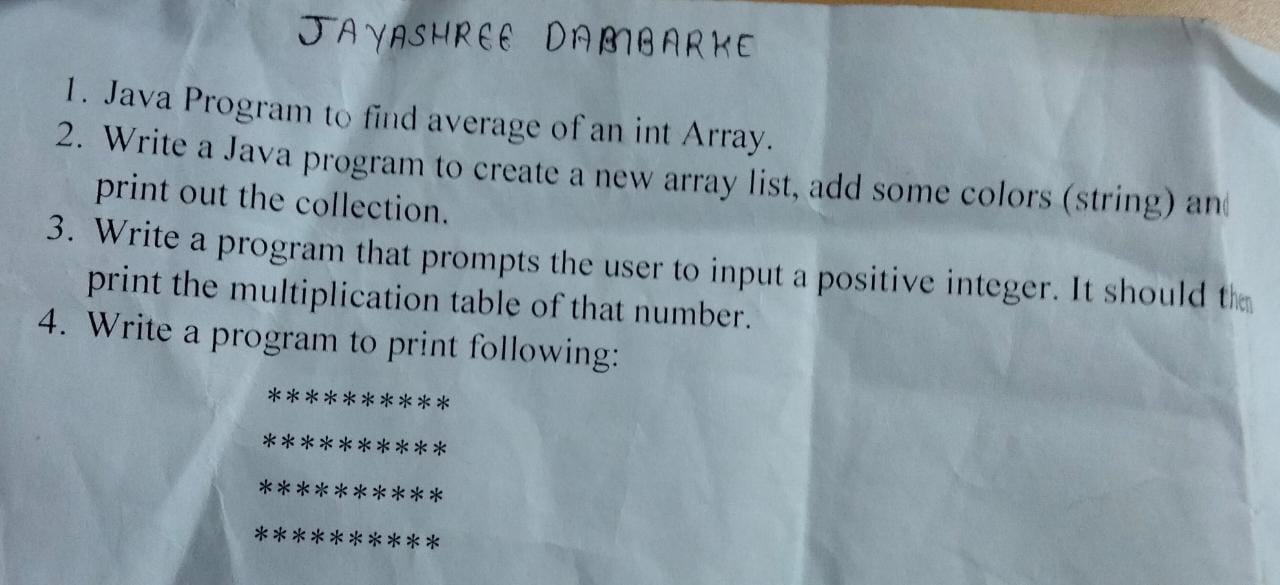 JAYASHREE DAMBARKE
1. Java Program to find average of an int Array.
2. Write a Java program to create a new array list, add some colors (string) and
print out the collection.
3. Write a program that prompts the user to input a positive integer. It should then
print the multiplication table of that number.
4. Write a program to print following:
**********
**********
**********
**********